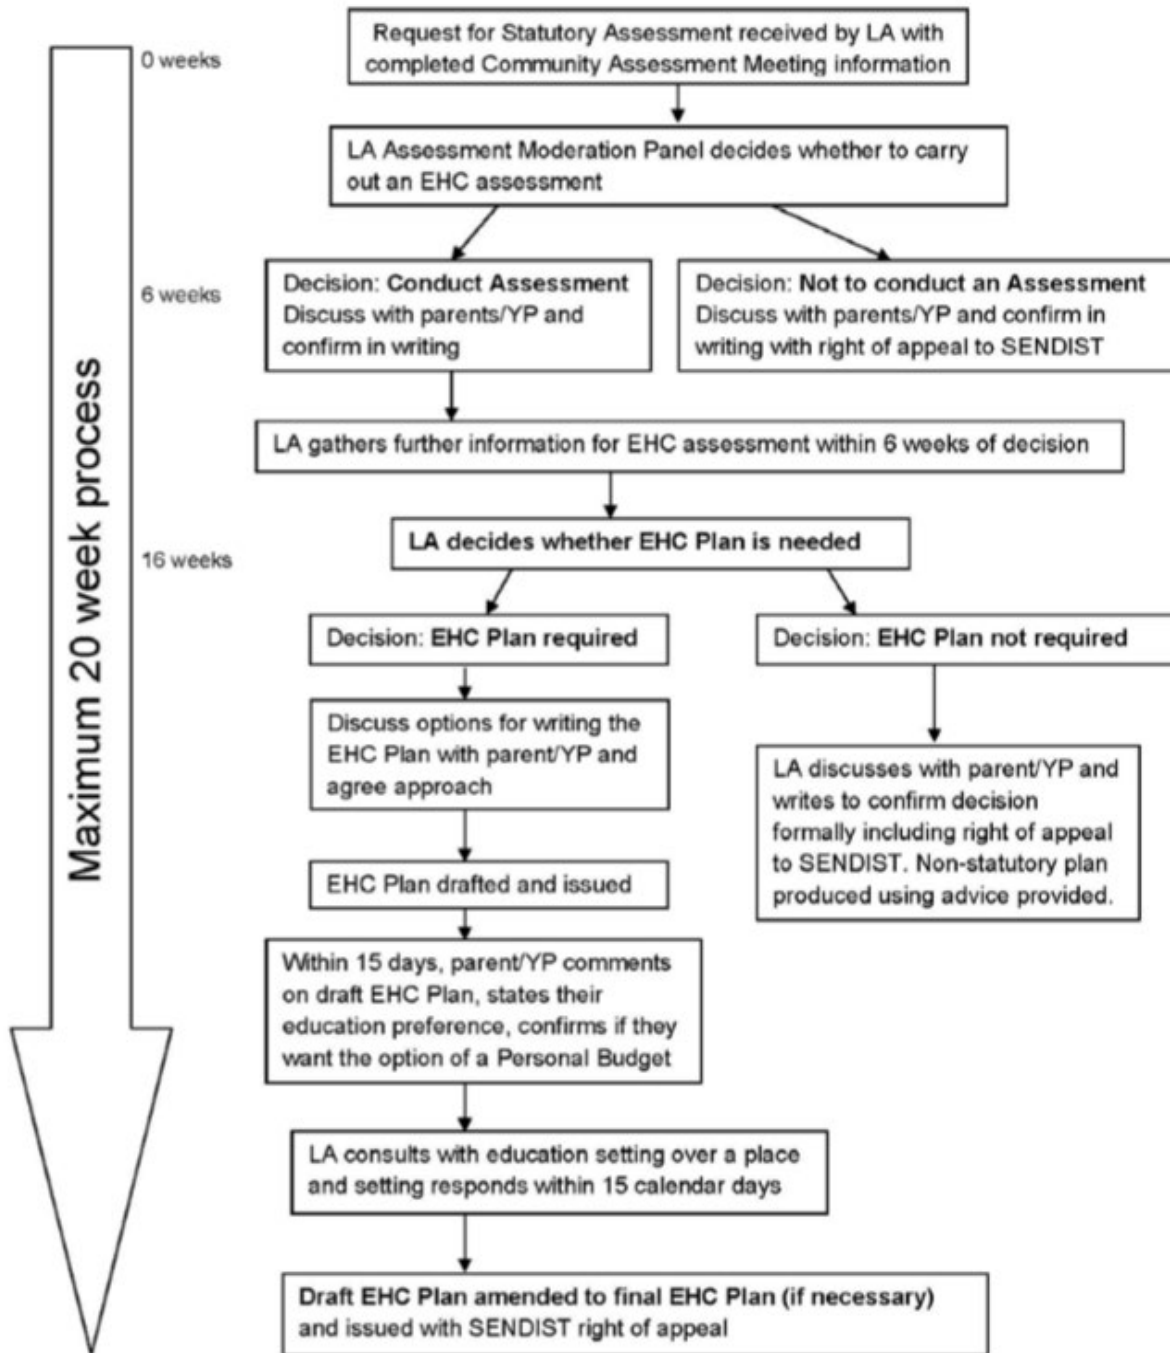 0 weeks
Request for Statutory Assessment received by LA with
completed Community Assessment Meeting information
LA Assessment Moderation Panel decides whether to carry
out an EHC assessment
6 weeks
Decision: Conduct Assessment
Discuss with parents/YP and
confirm in writing
Decision: Not to conduct an Assessment
Discuss with parents/YP and confirm in
writing with right of appeal to SENDIST
LA gathers further information for EHC assessment within 6 weeks of decision
Maximum 20 week process
16 weeks
LA decides whether EHC Plan is needed
Decision: EHC Plan required
Decision: EHC Plan not required
Discuss options for writing the
EHC Plan with parent/YP and
agree approach
LA discusses with parent/YP and
writes to confirm decision
formally including right of appeal
to SENDIST. Non-statutory plan
produced using advice provided.
EHC Plan drafted and issued
Within 15 days, parent/YP comments
on draft EHC Plan, states their
education preference, confirms if they
want the option of a Personal Budget
LA consults with education setting over a place
and setting responds within 15 calendar days
Draft EHC Plan amended to final EHC Plan (if necessary)
and issued with SENDIST right of appeal